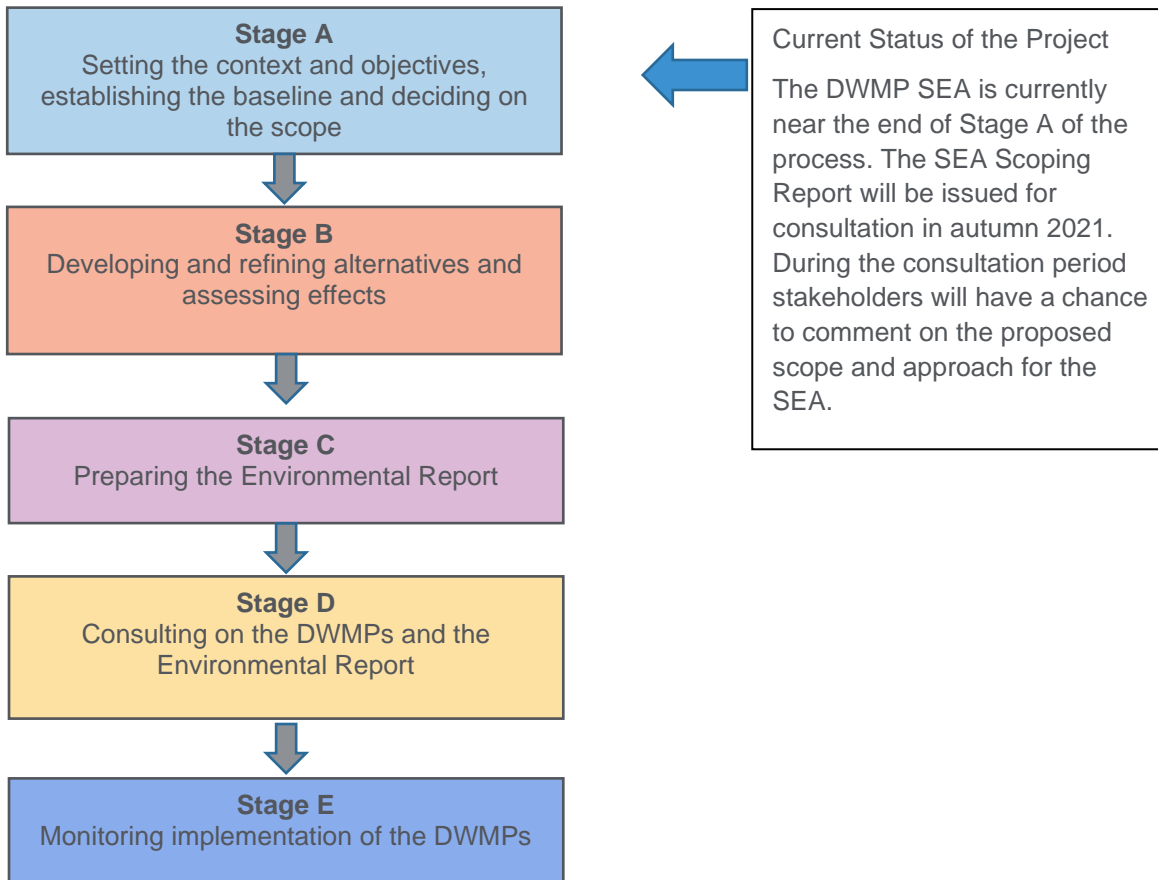 Stage A
Setting the context and objectives,
establishing the baseline and deciding on
the scope
Stage B
Developing and refining alternatives and
assessing effects
Stage C
Preparing the Environmental Report
Stage D
Consulting on the DWMPs and the
Environmental Report
Stage E
Monitoring implementation of the DWMPs
Current Status of the Project
The DWMP SEA is currently
near the end of Stage A of the
process. The SEA Scoping
Report will be issued for
consultation in autumn 2021.
During the consultation period
stakeholders will have a chance
to comment on the proposed
scope and approach for the
SEA.